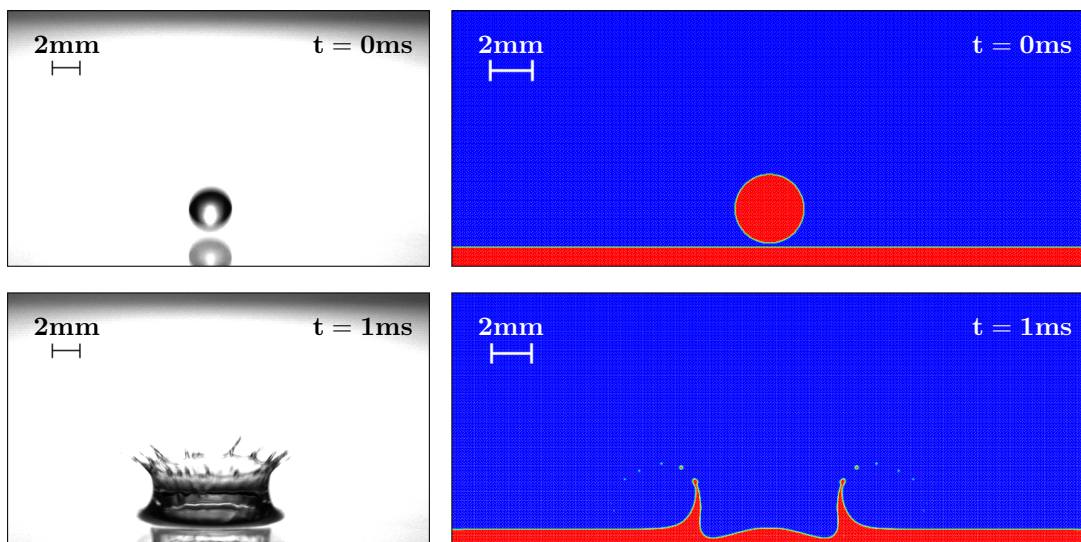 2mm t = 0ms
2mm t = 0ms
2mm t = 1ms
2mm t = 1ms